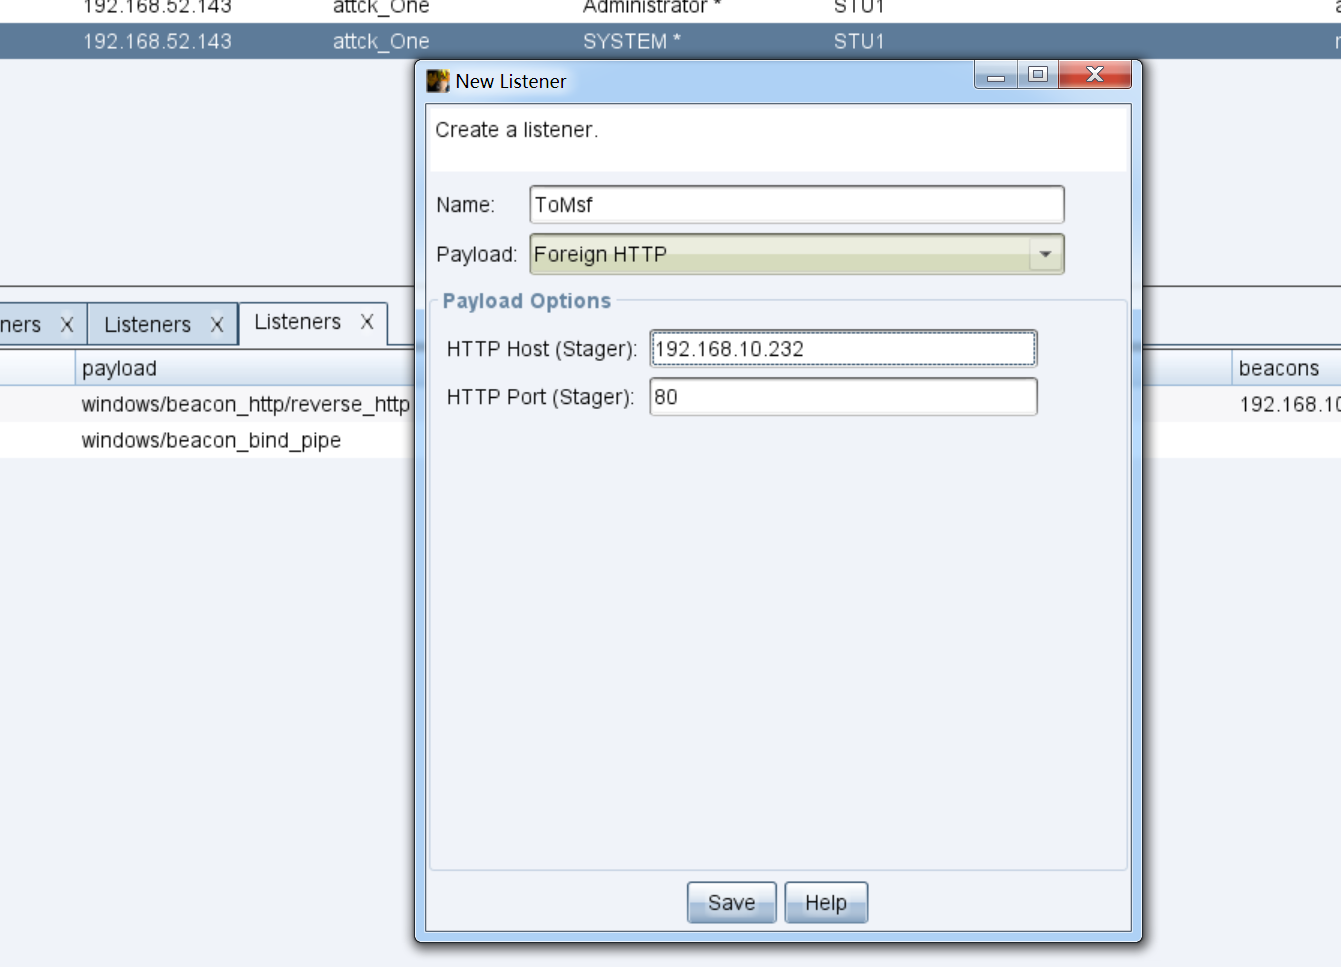 192.168.52.143 attck_One Administrator * STU1
192.168.52.143 attck_One SYSTEM * STU1
New Listener
Create a listener.
Name: ToMsf
Payload: Foreign HTTP
Payload Options
HTTP Host (Stager): 192.168.10.232
HTTP Port (Stager): 80
Save Help
ners X Listeners X Listeners X
payload beacons
windows/beacon_http/reverse_http 192.168.10
windows/beacon_bind_pipe